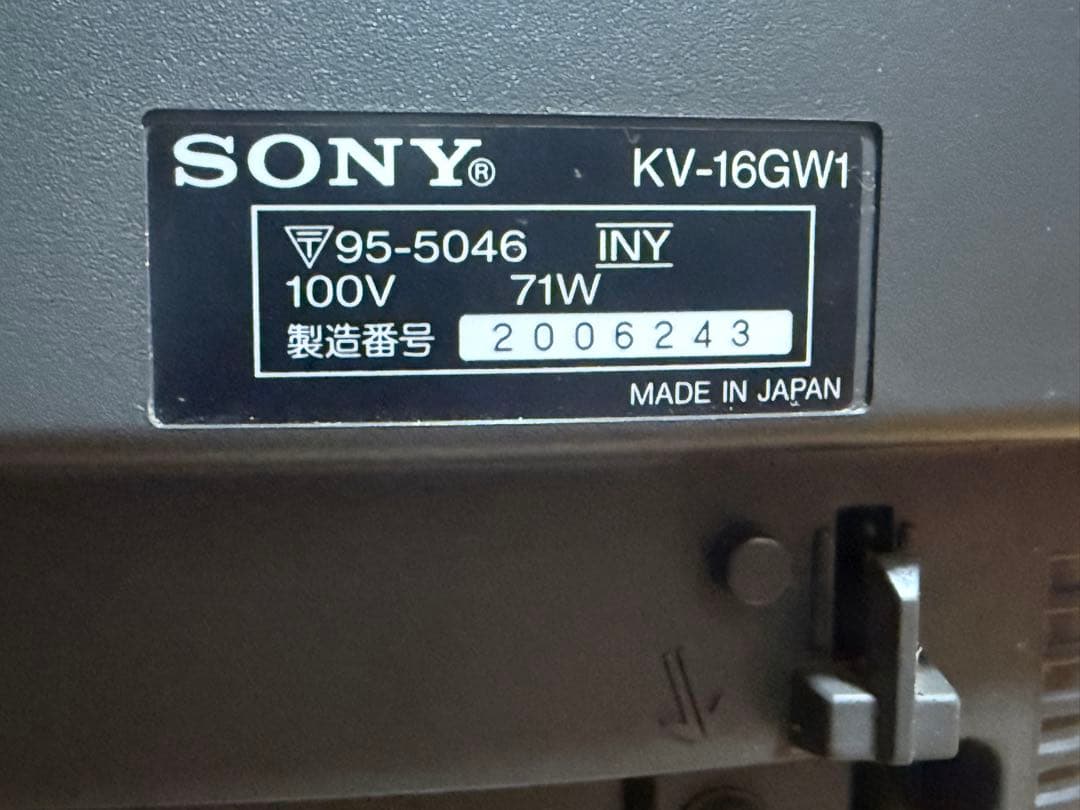 SONY® KV-16GW1
〒95-5046 INY
100V 71W
製造番号 2006243
MADE IN JAPAN